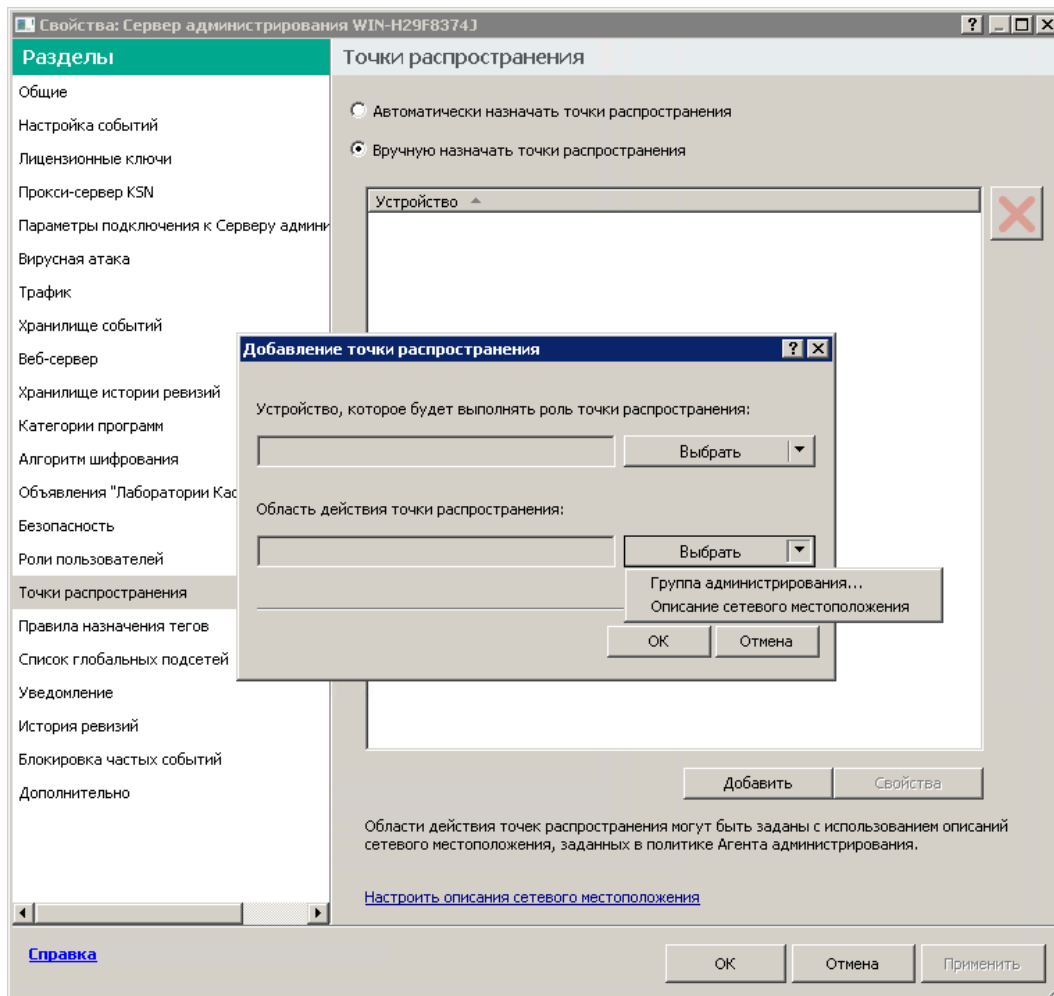 Свойства: Сервер администрирования WIN-H29F8374J
Разделы
Общие
Настройка событий
Лицензионные ключи
Прокси-сервер KSN
Параметры подключения к Серверу админи
Вирусная атака
Трафик
Хранилище событий
Веб-сервер
Хранилище истории ревизий
Категории программ
Алгоритм шифрования
Объявления "Лаборатории Кас
Безопасность
Роли пользователей
Точки распространения
Правила назначения тегов
Список глобальных подсетей
Уведомление
История ревизий
Блокировка частых событий
Дополнительно
Точки распространения
Автоматически назначать точки распространения
Вручную назначать точки распространения
Устройство
Добавление точки распространения
Устройство, которое будет выполнять роль точки распространения:
Выбрать
Область действия точки распространения:
Выбрать
Группа администрирования...
Описание сетевого местоположения
ОК
Отмена
Добавить
Свойства
Области действия точек распространения могут быть заданы с использованием описаний
сетевого местоположения, заданных в политике Агента администрирования.
Настроить описания сетевого местоположения
Справка
ОК
Отмена
Применить